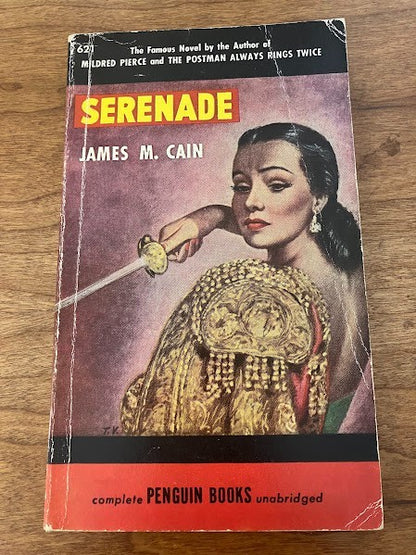 621
The Famous Novel by the Author of
MILDRED PIERCE and THE POSTMAN ALWAYS RINGS TWICE
SERENADE
JAMES M. CAIN
T.V.
complete PENGUIN BOOKS unabridged